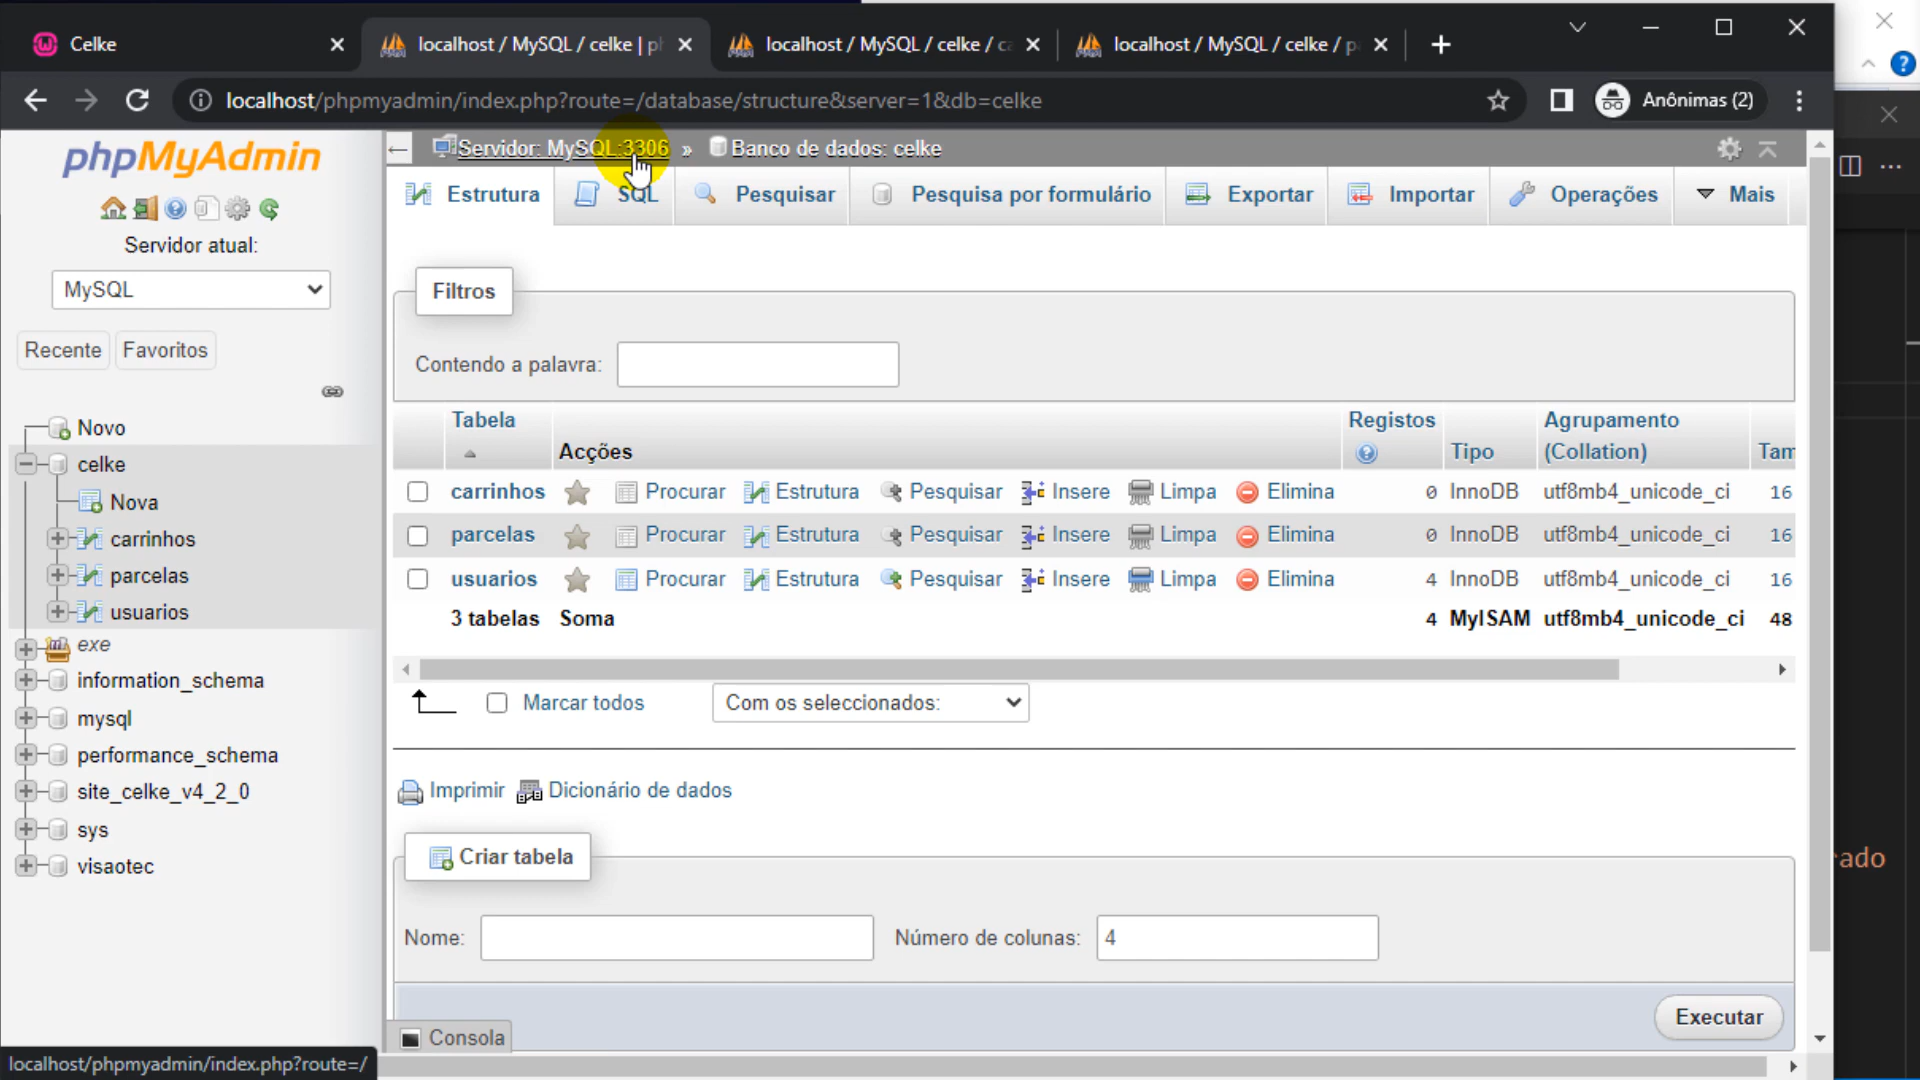 Celke
localhost / MySQL / celke | ph
localhost / MySQL / celke / ca
localhost / MySQL / celke / p
localhost/phpmyadmin/index.php?route=/database/structure&server=1&db=celke
Anônimas (2)
phpMyAdmin
Servidor atual:
MySQL
Recente
Favoritos
Novo
celke
Nova
carrinhos
parcelas
usuarios
exe
information_schema
mysql
performance_schema
site_celke_v4_2_0
sys
visaotec
Servidor: MySQL:3306 » Banco de dados: celke
Estrutura
SQL
Pesquisar
Pesquisa por formulário
Exportar
Importar
Operações
Mais
Filtros
Contendo a palavra:
Tabela
Acções
Registos
Tipo
Agrupamento
(Collation)
Tam
carrinhos Procurar Estrutura Pesquisar Insere Limpa Elimina 0 InnoDB utf8mb4_unicode_ci 16
parcelas Procurar Estrutura Pesquisar Insere Limpa Elimina 0 InnoDB utf8mb4_unicode_ci 16
usuarios Procurar Estrutura Pesquisar Insere Limpa Elimina 4 InnoDB utf8mb4_unicode_ci 16
3 tabelas Soma 4 MyISAM utf8mb4_unicode_ci 48
Marcar todos
Com os seleccionados:
Imprimir
Dicionário de dados
Criar tabela
Nome:
Número de colunas: 4
Executar
Consola
localhost/phpmyadmin/index.php?route=/
rado